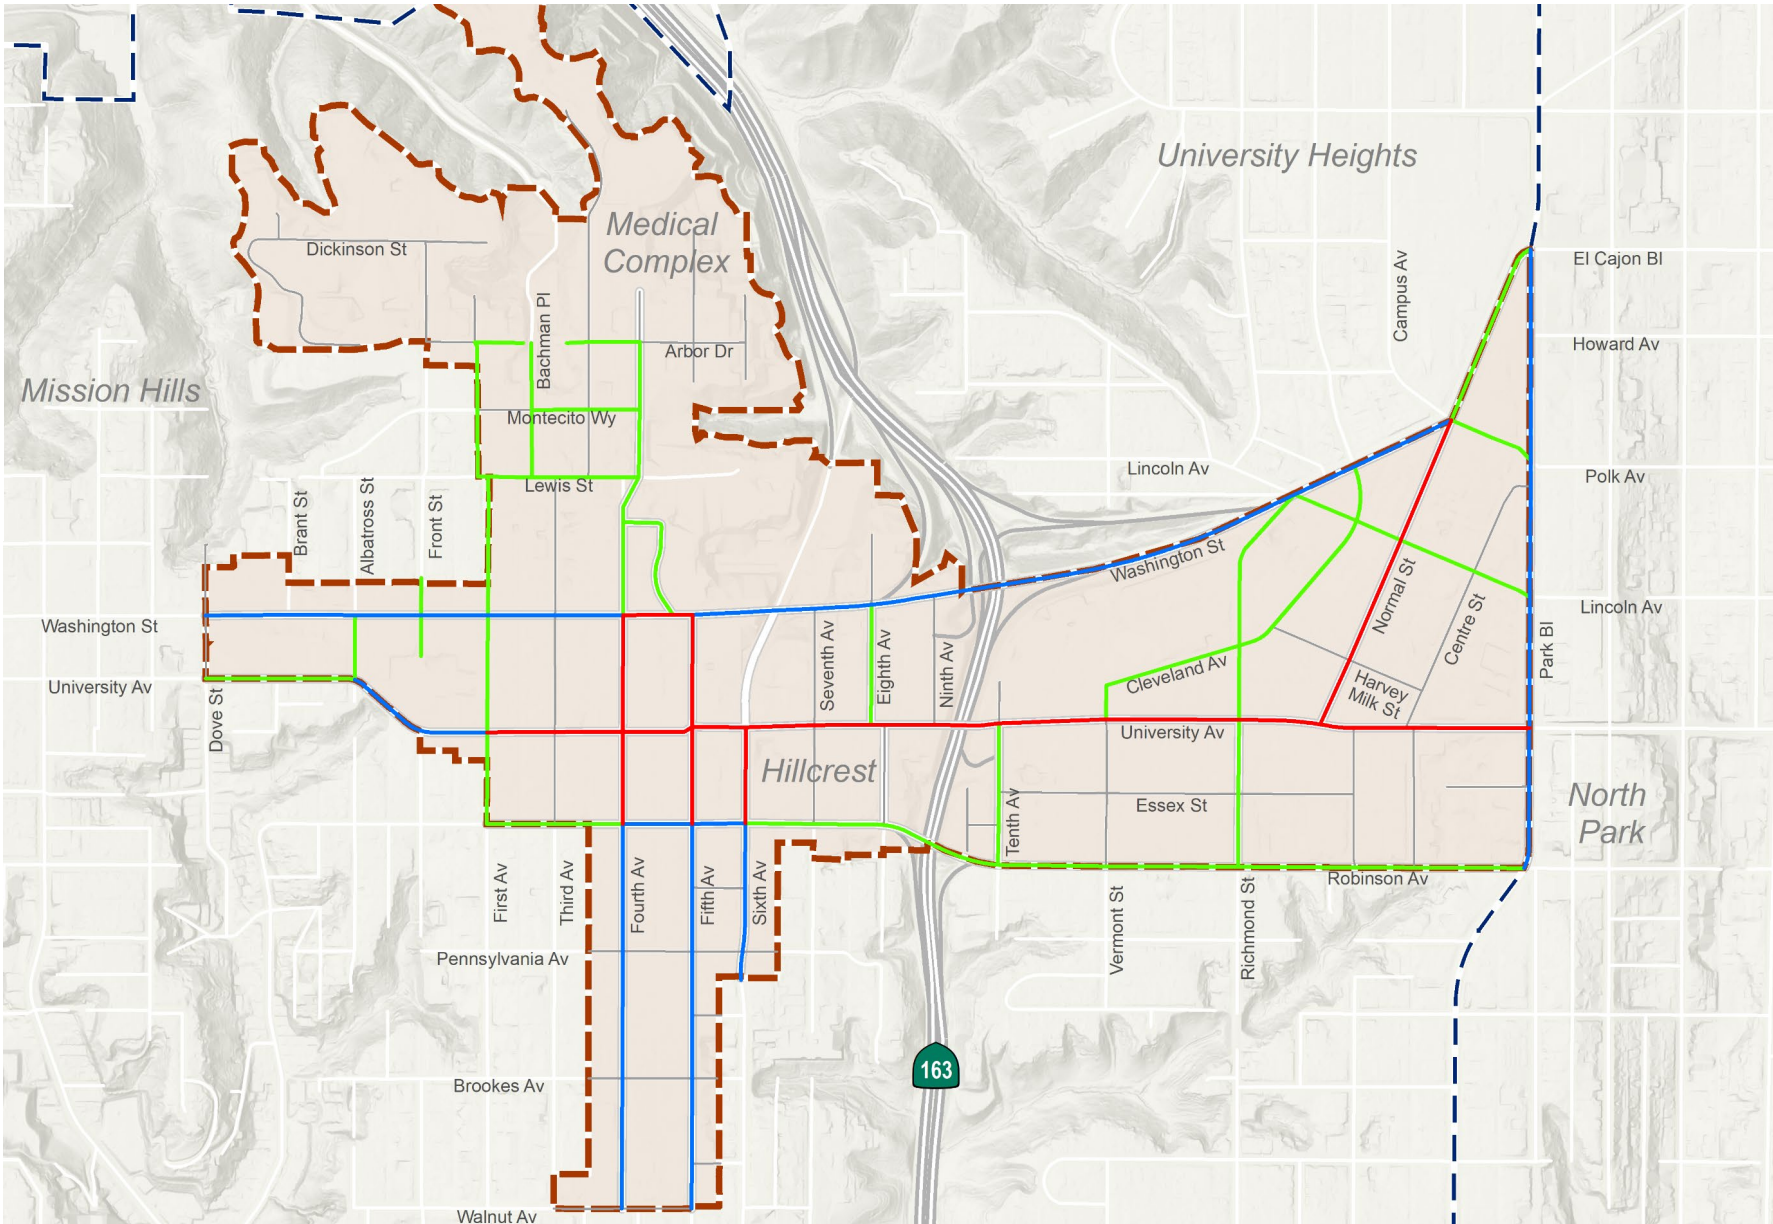 University Heights
Medical
Complex
Dickinson St
Campus Av
El Cajon Bl
Bachman Pl
Arbor Dr
Howard Av
Mission Hills
Montecito Wy
Lincoln Av
Polk Av
Lewis St
Brant St
Albatross St
Front St
Washington St
Normal St
Centre St
Lincoln Av
Washington St
Park Bl
University Av
Dove St
Seventh Av
Eighth Av
Ninth Av
Cleveland Av
Harvey
Milk St
University Av
Hillcrest
North
Park
Essex St
Tenth Av
Robinson Av
First Av
Third Av
Fourth Av
Fifth Av
Sixth Av
Vermont St
Richmond St
Pennsylvania Av
163
Brookes Av
Walnut Av